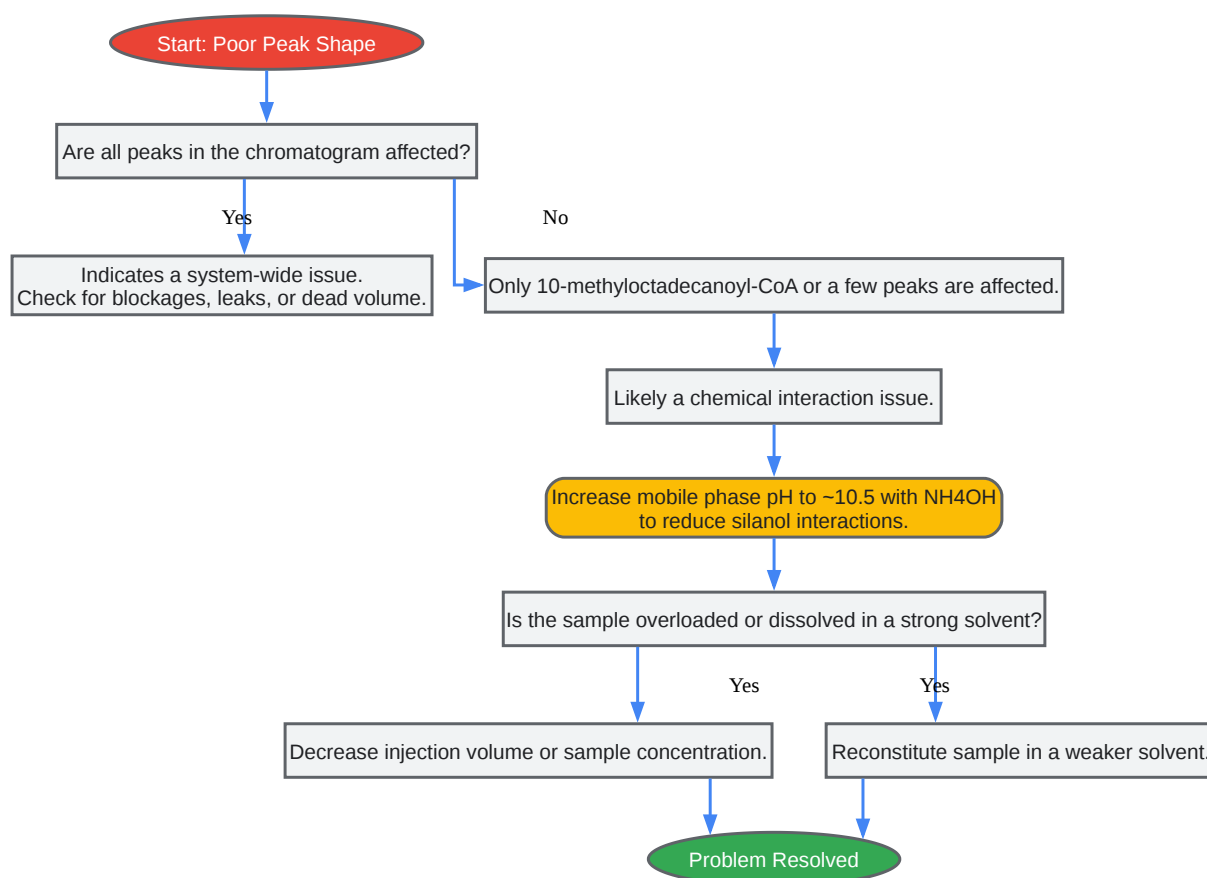 Start: Poor Peak Shape
Are all peaks in the chromatogram affected?
Yes
No
Indicates a system-wide issue.
Check for blockages, leaks, or dead volume.
Only 10-methyloctadecanoyl-CoA or a few peaks are affected.
Likely a chemical interaction issue.
Increase mobile phase pH to ~10.5 with NH4OH
to reduce silanol interactions.
Is the sample overloaded or dissolved in a strong solvent?
Yes
Yes
Decrease injection volume or sample concentration.
Reconstitute sample in a weaker solvent.
Problem Resolved